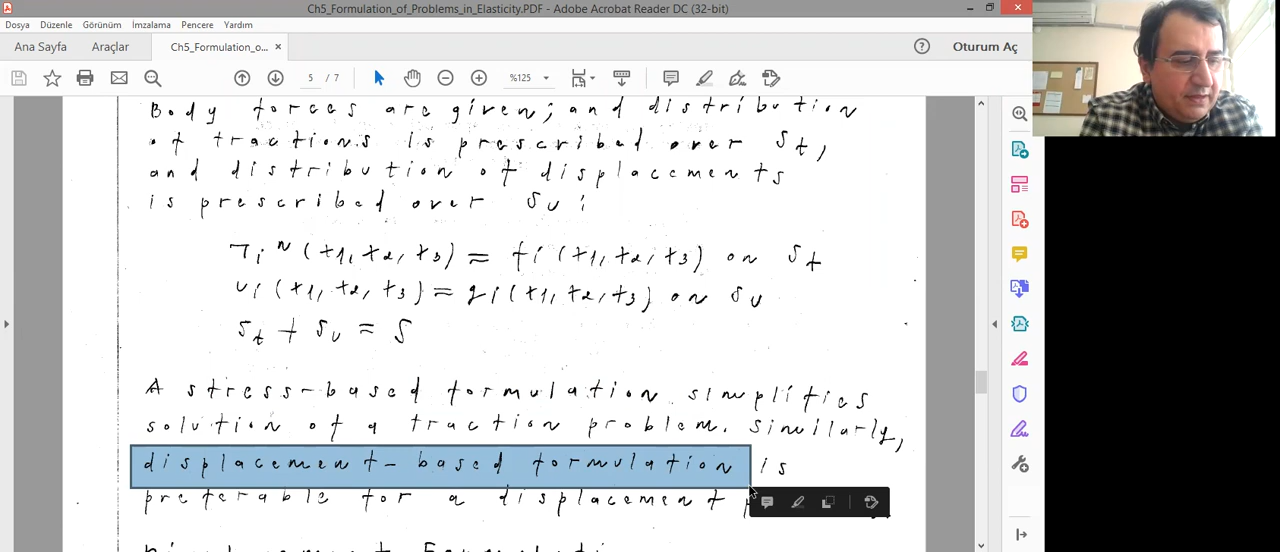 Ch5_Formulation_of_Problems_in_Elasticity.PDF - Adobe Acrobat Reader DC (32-bit)
Dosya Düzenle Görünüm İmzalama Pencere Yardım
Ana Sayfa Araçlar Ch5_Formulation_o... × Oturum Aç
5 / 7 %125
Body forces are given; and distribution
of tractions is prescribed over St,
and distribution of displacements
is prescribed over Su:
Ti^n (x1, x2, x3) = fi (x1, x2, x3) on St
ui (x1, x2, x3) = gi (x1, x2, x3) on Su
St + Su = S
A stress-based formulation simplifies
solution of a traction problem. Similarly,
displacement-based formulation is
preferable for a displacement